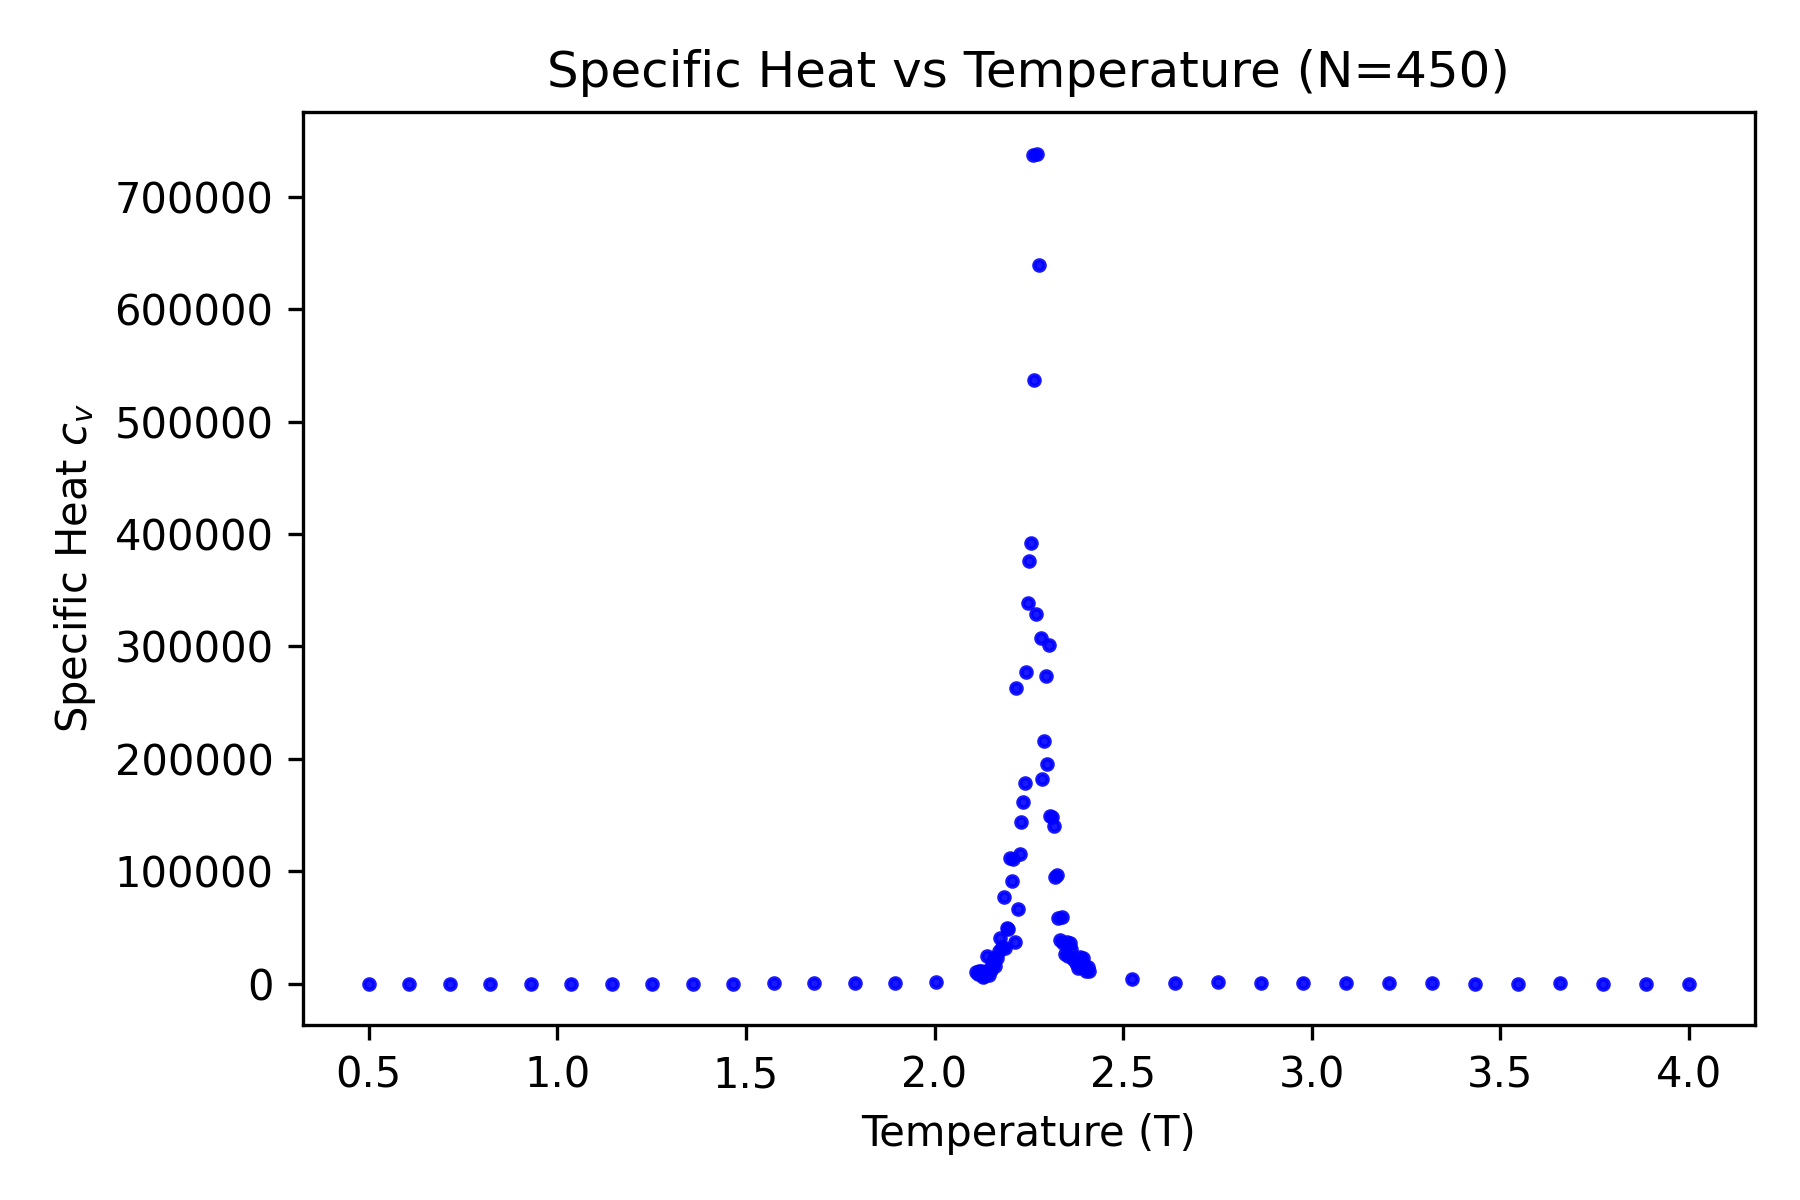 Specific Heat vs Temperature (N=450)
700000
600000
500000
400000
300000
200000
100000
0
Specific Heat cᵥ
0.5 1.0 1.5 2.0 2.5 3.0 3.5 4.0
Temperature (T)